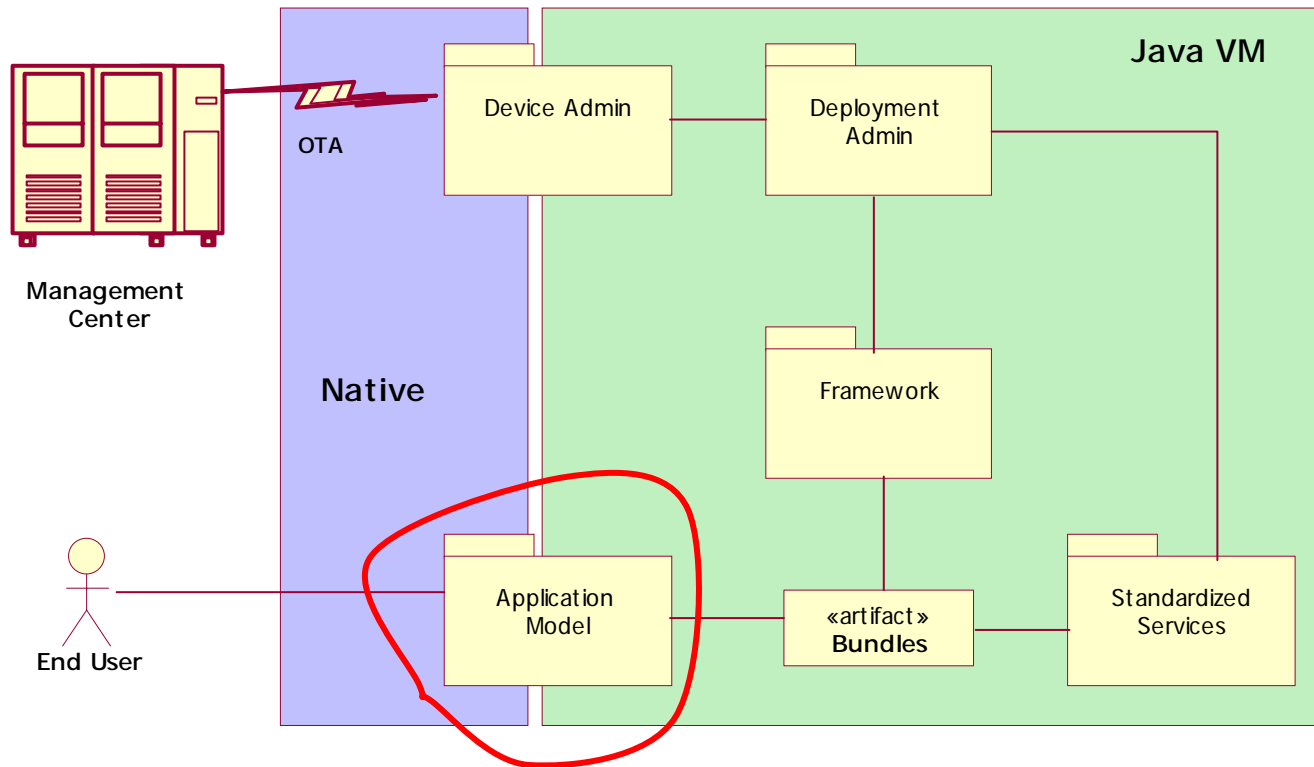 Java VM
Device Admin
Deployment
Admin
OTA
Management
Center
Native
Framework
Application
Model
«artifact»
Bundles
Standardized
Services
End User